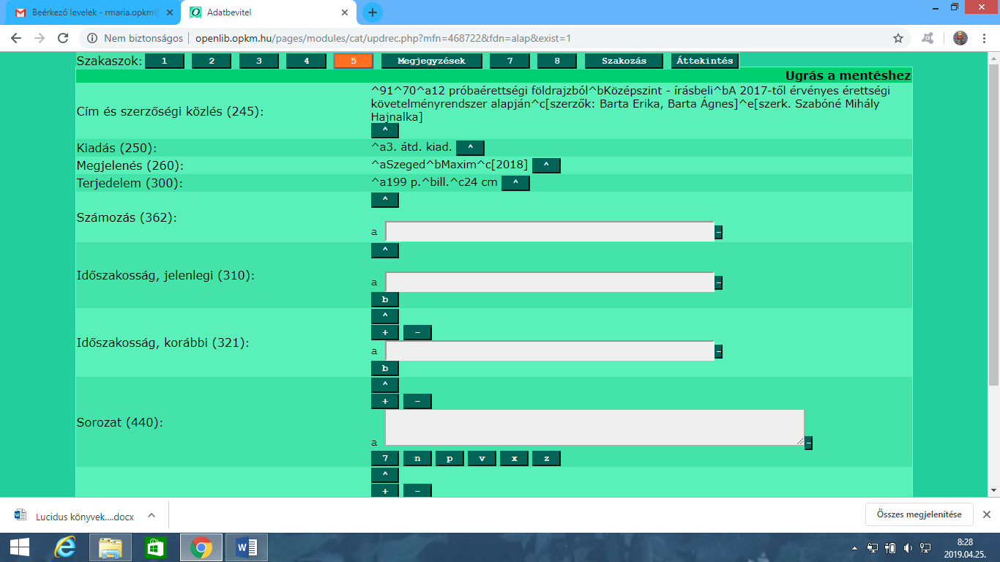 Beérkező levelek - rmaria.opkm
Adatbevitel
Nem biztonságos
openlib.opkm.hu/pages/modules/cat/updrec.php?mfn=468722&fdn=alap&exist=1
Szakaszok: 1 2 3 4 5 Megjegyzések 7 8 Szakozás Áttekintés
Ugrás a mentéshez
Cím és szerzőségi közlés (245):
^91^70^a12 próbaérettségi földrajzból^bKözépszint - írásbeli^bA 2017-től érvényes érettségi
követelményrendszer alapján^c[szerzők: Barta Erika, Barta Ágnes]^e[szerk. Szabóné Mihály
Hajnalka]
^
Kiadás (250): ^a3. átd. kiad. ^
Megjelenés (260): ^aSzeged^bMaxim^c[2018] ^
Terjedelem (300): ^a199 p.^bill.^c24 cm ^
^
Számozás (362):
a -
^
Időszakosság, jelenlegi (310):
a -
b
^
+ -
Időszakosság, korábbi (321):
a -
b
^
+ -
Sorozat (440):
a -
7 n p v x z
^
+ -
Lucidus könyvek....docx
Összes megjelenítése
8:28
2019.04.25.